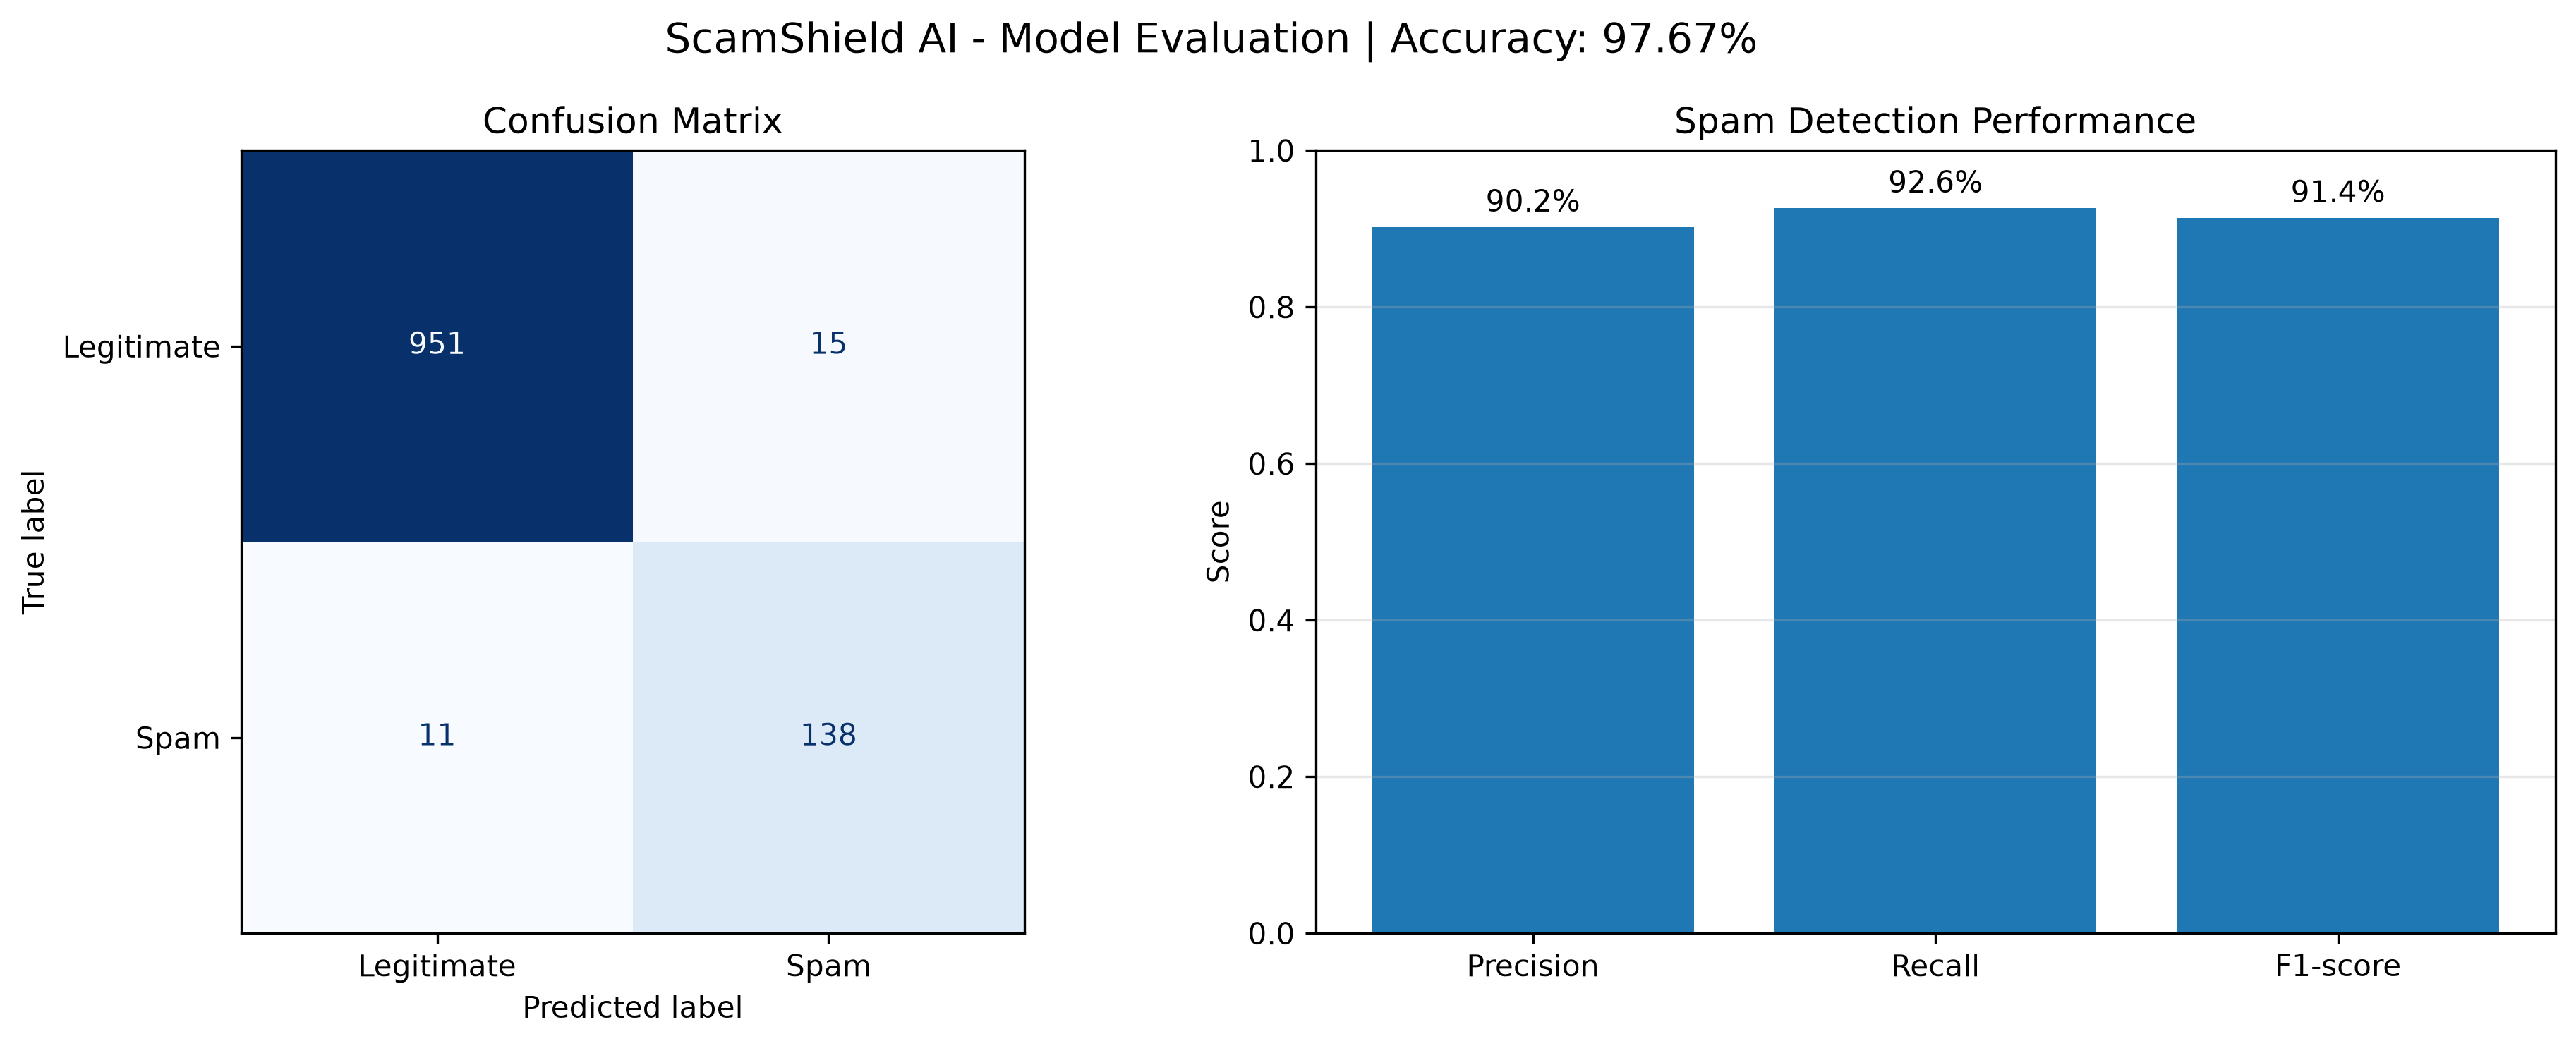 ScamShield AI - Model Evaluation | Accuracy: 97.67%
Confusion Matrix
True label
Legitimate
951
15
Spam
11
138
Legitimate
Spam
Predicted label
Spam Detection Performance
Score
1.0
0.8
0.6
0.4
0.2
0.0
90.2%
92.6%
91.4%
Precision
Recall
F1-score